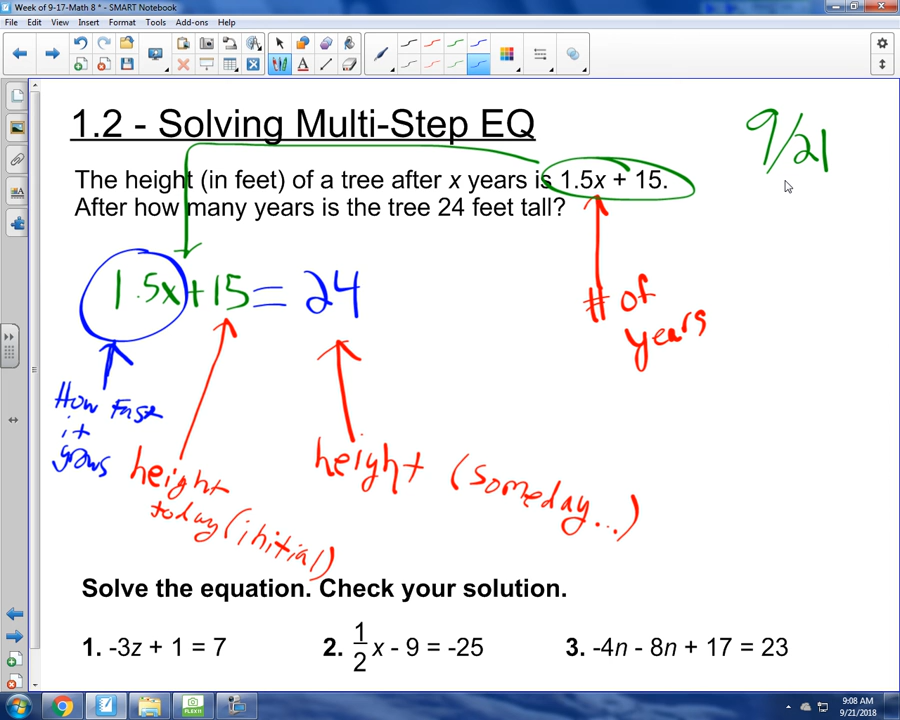 Week of 9-17-Math 8 * - SMART Notebook
File Edit View Insert Format Tools Add-ons Help
1.2 - Solving Multi-Step EQ
9/21
The height (in feet) of a tree after x years is 1.5x + 15.
After how many years is the tree 24 feet tall?
1.5x+15=24
# of
years
How Fast
it
grows
height
today (initial)
height (someday...)
Solve the equation. Check your solution.
1. -3z + 1 = 7 2. 1/2 x - 9 = -25 3. -4n - 8n + 17 = 23
FLEX11
9:08 AM
9/21/2018